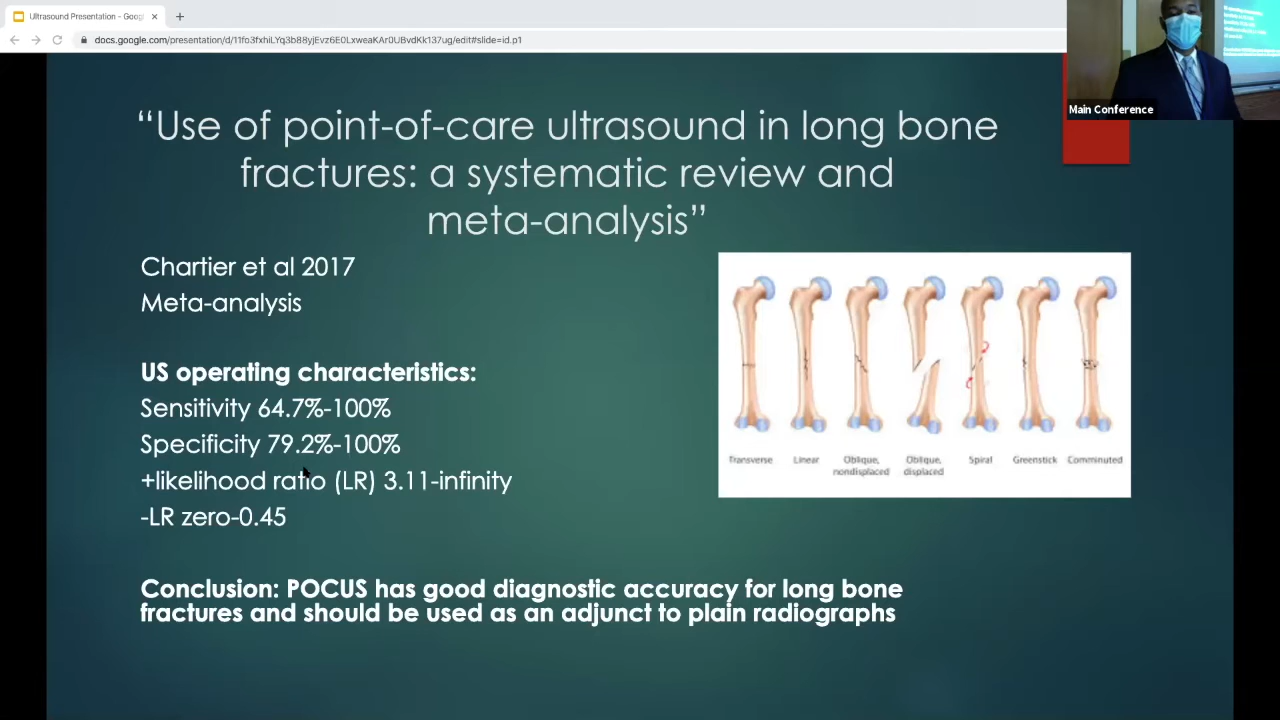 Ultrasound Presentation - Goog
docs.google.com/presentation/d/11fo3fxhiLYq3b88yjEvz6E0LxweaKAr0UBvdKk137ug/edit#slide=id.p1
Main Conference
“Use of point-of-care ultrasound in long bone
fractures: a systematic review and
meta-analysis”
Chartier et al 2017
Meta-analysis
US operating characteristics:
Sensitivity 64.7%-100%
Specificity 79.2%-100%
+likelihood ratio (LR) 3.11-infinity
-LR zero-0.45
Transverse Linear Oblique, Oblique, Spiral Greenstick Comminuted
nondisplaced displaced
Conclusion: POCUS has good diagnostic accuracy for long bone
fractures and should be used as an adjunct to plain radiographs